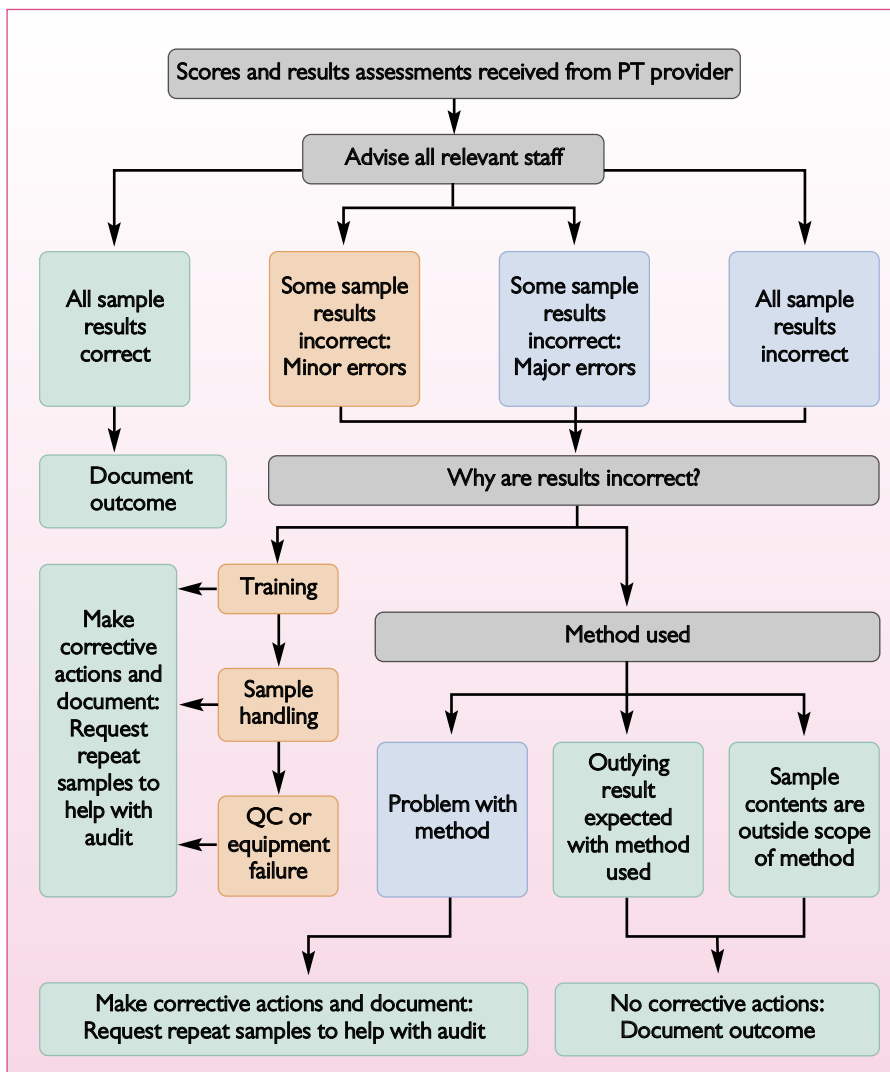 Scores and results assessments received from PT provider
Advise all relevant staff
All sample
results
correct
Some sample
results
incorrect:
Minor errors
Some sample
results
incorrect:
Major errors
All sample
results
incorrect
Document
outcome
Why are results incorrect?
Make
corrective
actions and
document:
Request
repeat
samples to
help with
audit
Training
Sample
handling
QC or
equipment
failure
Method used
Problem with
method
Outlying
result
expected
with method
used
Sample
contents are
outside scope
of method
Make corrective actions and document:
Request repeat samples to help with audit
No corrective actions:
Document outcome